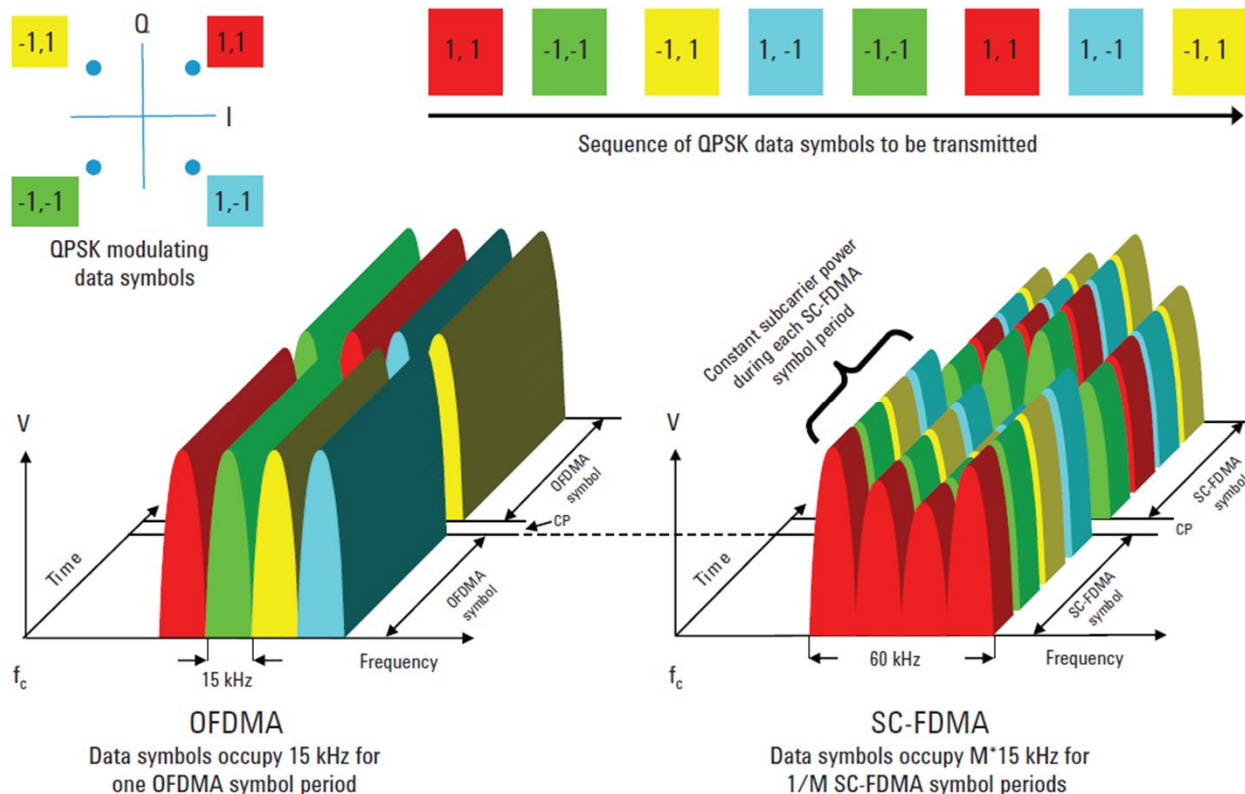 Q
-1,1
1,1
I
-1,-1
1,-1
QPSK modulating
data symbols
1, 1
-1,-1
-1, 1
1, -1
-1,-1
1, 1
1, -1
-1, 1
Sequence of QPSK data symbols to be transmitted
V
Time
OFDMA
symbol
CP
OFDMA
symbol
15 kHz
Frequency
fc
OFDMA
Data symbols occupy 15 kHz for
one OFDMA symbol period
Constant subcarrier power
during each SC-FDMA
symbol period
V
Time
SC-FDMA
symbol
CP
SC-FDMA
symbol
60 kHz
Frequency
fc
SC-FDMA
Data symbols occupy M*15 kHz for
1/M SC-FDMA symbol periods